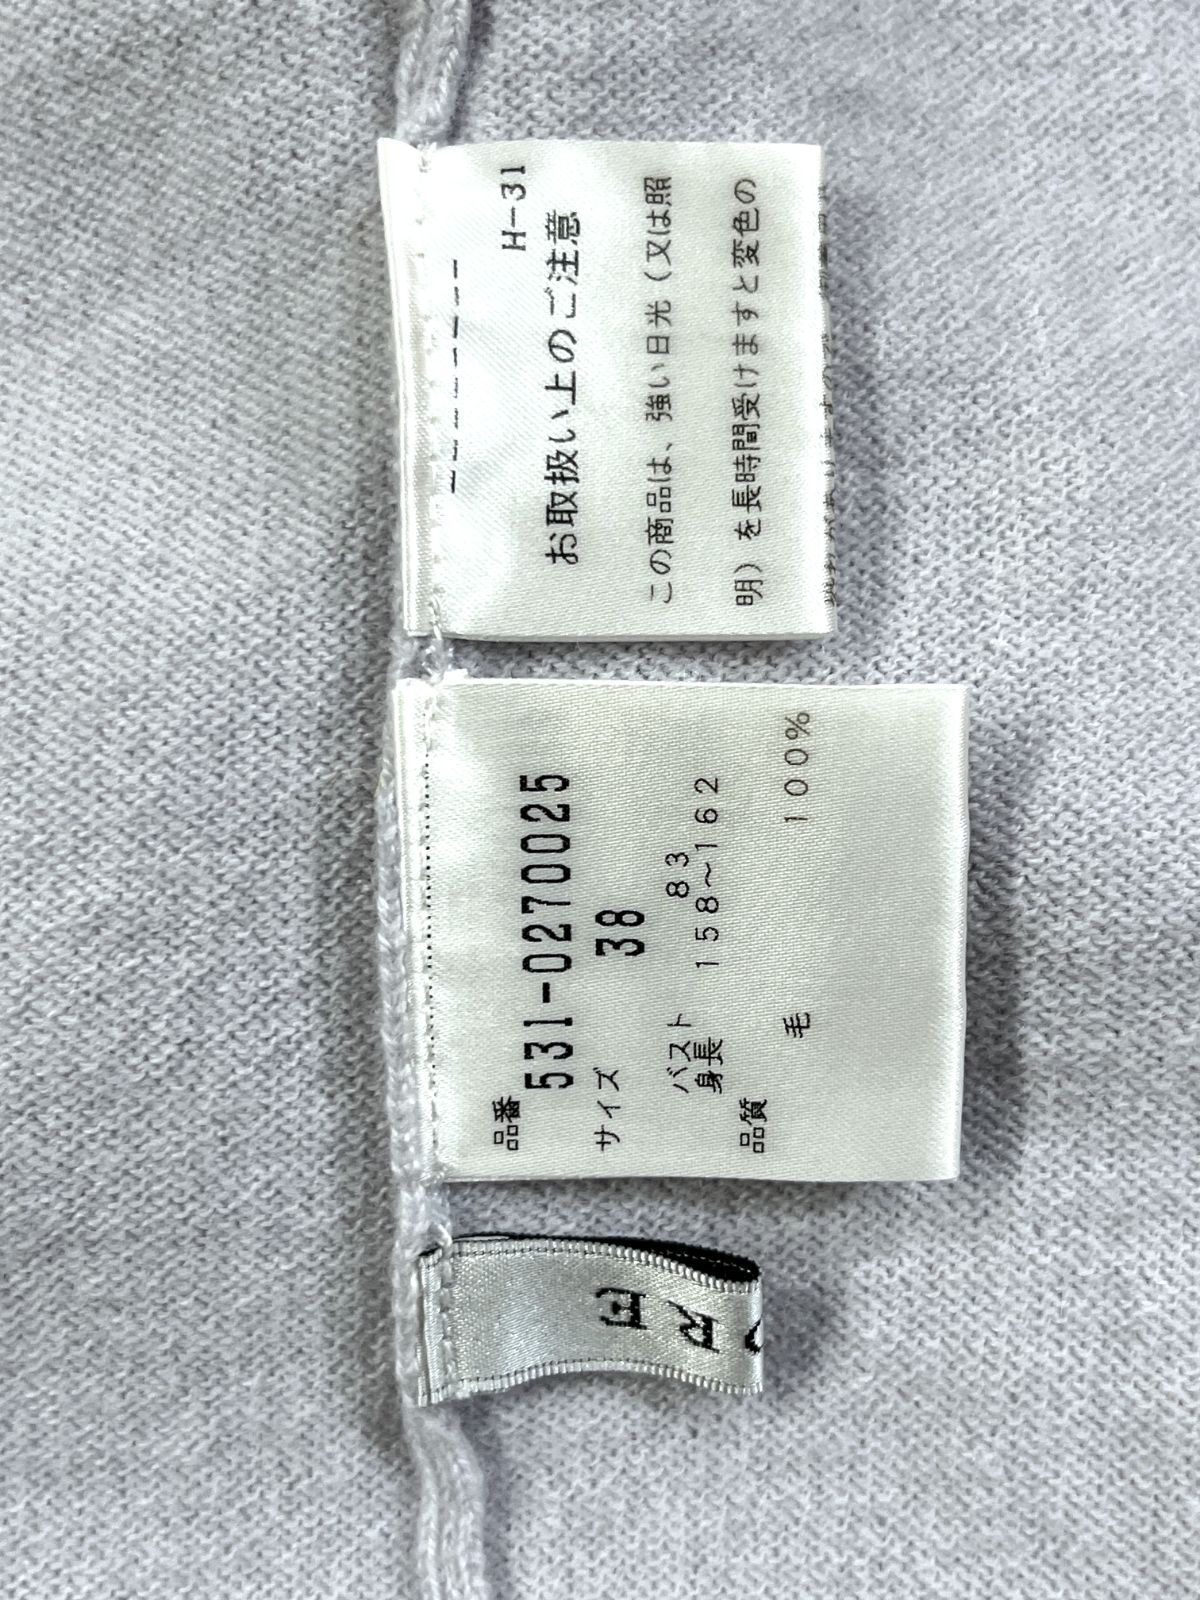 H-31
お取扱い上のご注意
この商品は、強い日光（又は照
明）を長時間受けますと変色の
品番
531-0270025
サイズ 38
バスト 83
身長 158〜162
品質
毛 100%
R E